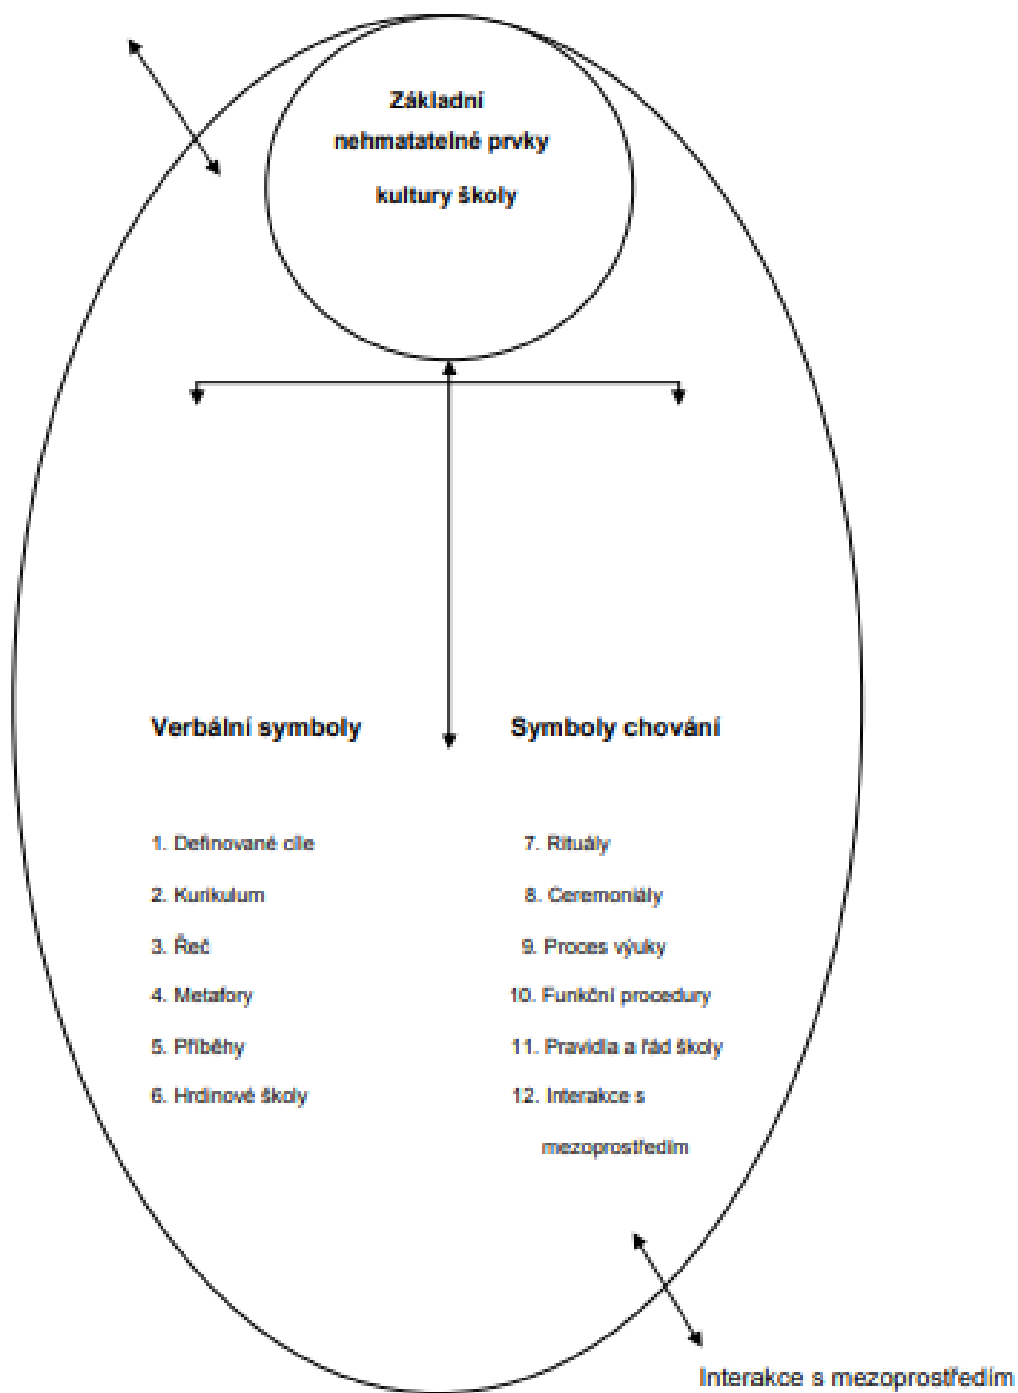 Základní
nehmatatelné prvky
kultury školy
Verbální symboly
1. Definované cíle
2. Kurikulum
3. Řeč
4. Metafory
5. Příběhy
6. Hrdinové školy
Symboly chování
7. Rituály
8. Ceremoniály
9. Proces výuky
10. Funkční procedury
11. Pravidla a řád školy
12. Interakce s
mezoprostředím
Interakce s mezoprostředím